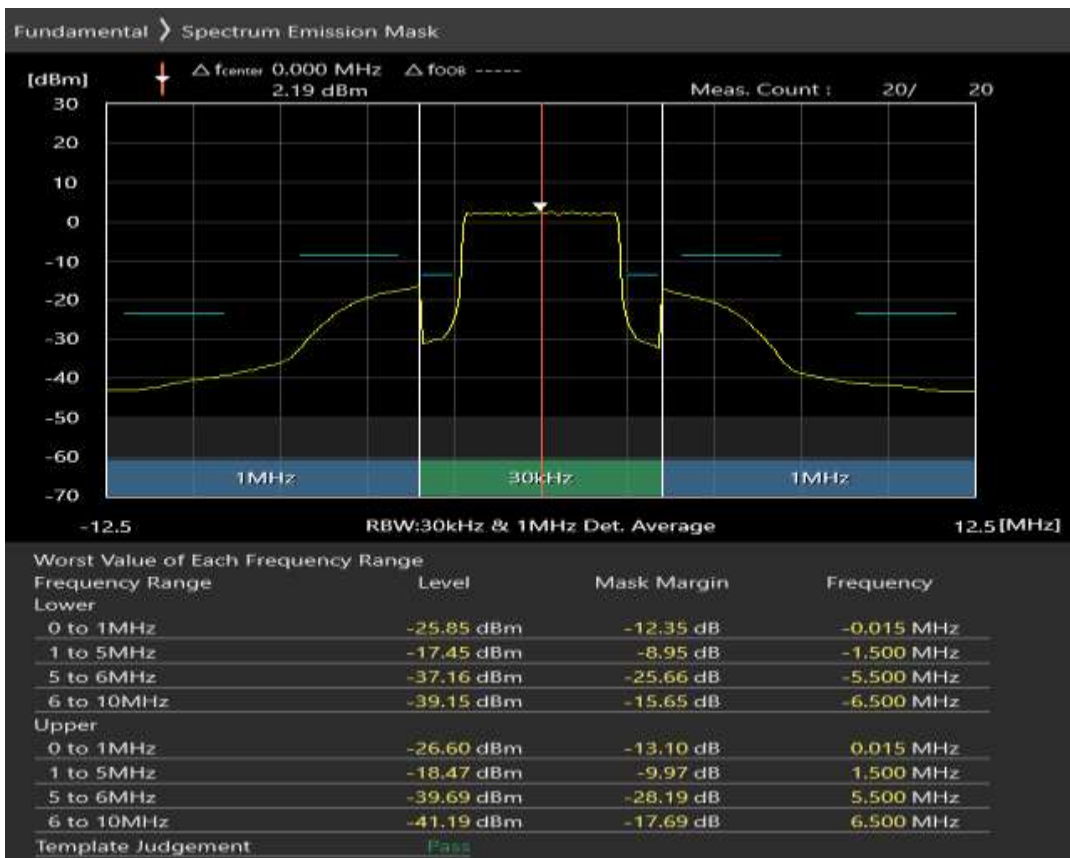 Fundamental ❯ Spectrum Emission Mask
[dBm] △ fcenter 0.000 MHz △ fOOB -----
2.19 dBm Meas. Count : 20/ 20
30
20
10
0
-10
-20
-30
-40
-50
-60
1MHz 30kHz 1MHz
-70
-12.5 RBW:30kHz & 1MHz Det. Average 12.5 [MHz]
Worst Value of Each Frequency Range
Frequency Range Level Mask Margin Frequency
Lower
0 to 1MHz -25.85 dBm -12.35 dB -0.015 MHz
1 to 5MHz -17.45 dBm -8.95 dB -1.500 MHz
5 to 6MHz -37.16 dBm -25.66 dB -5.500 MHz
6 to 10MHz -39.15 dBm -15.65 dB -6.500 MHz
Upper
0 to 1MHz -26.60 dBm -13.10 dB 0.015 MHz
1 to 5MHz -18.47 dBm -9.97 dB 1.500 MHz
5 to 6MHz -39.69 dBm -28.19 dB 5.500 MHz
6 to 10MHz -41.19 dBm -17.69 dB 6.500 MHz
Template Judgement Pass